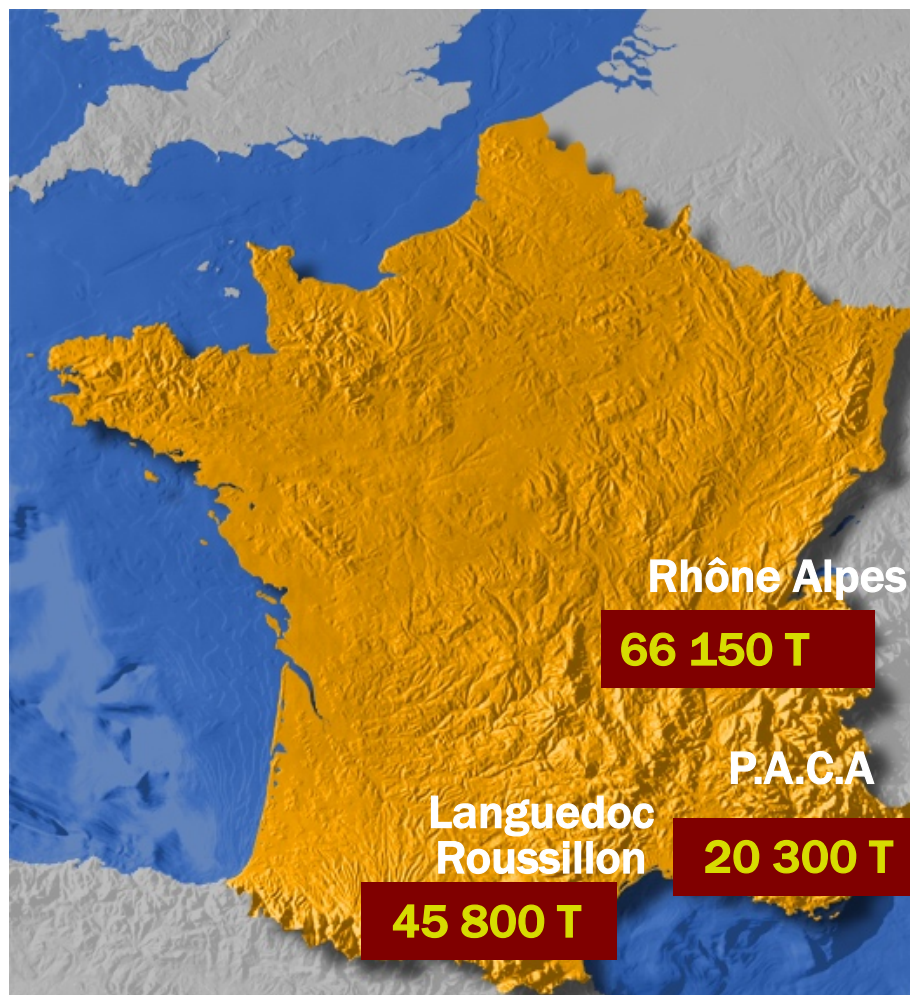 Rhône Alpes
66 150 T
P.A.C.A
20 300 T
Languedoc
Roussillon
45 800 T